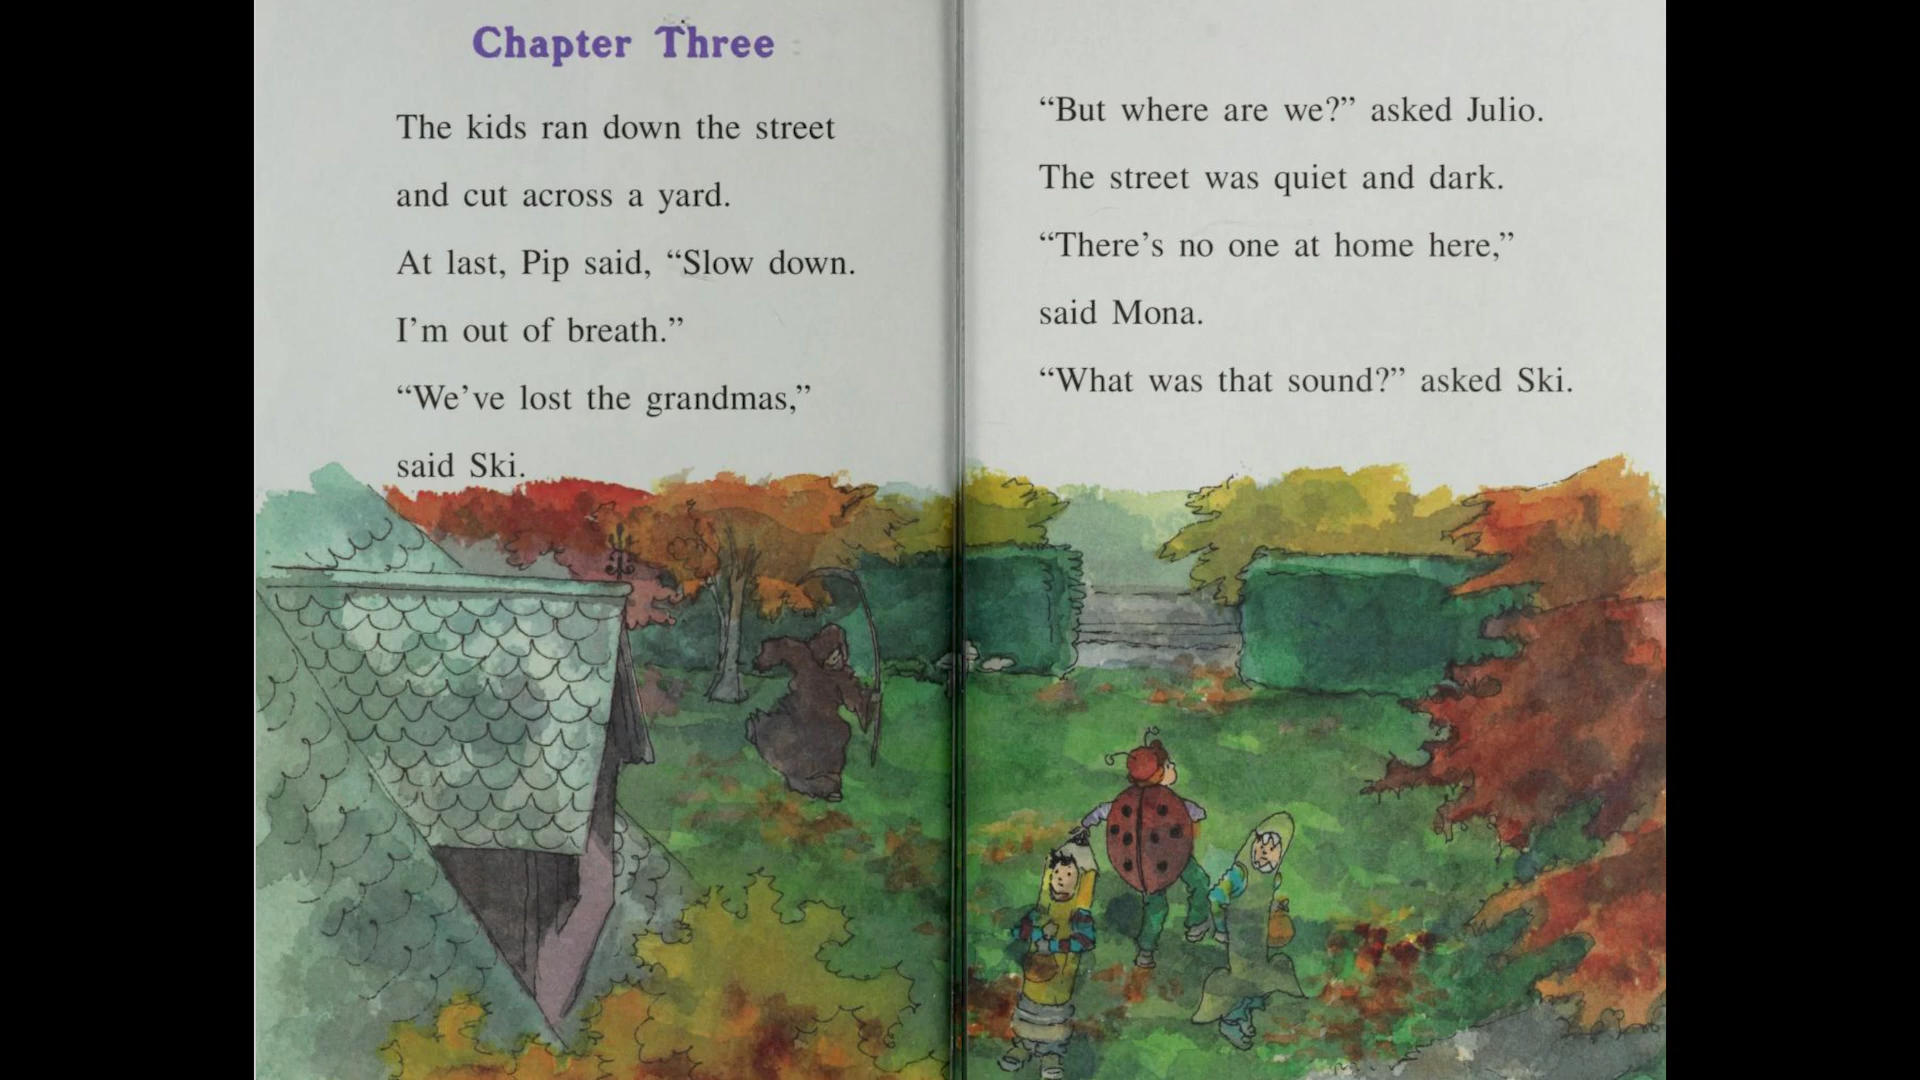 Chapter Three
The kids ran down the street
and cut across a yard.
At last, Pip said, “Slow down.
I’m out of breath.”
“We’ve lost the grandmas,”
said Ski.
“But where are we?” asked Julio.
The street was quiet and dark.
“There’s no one at home here,”
said Mona.
“What was that sound?” asked Ski.